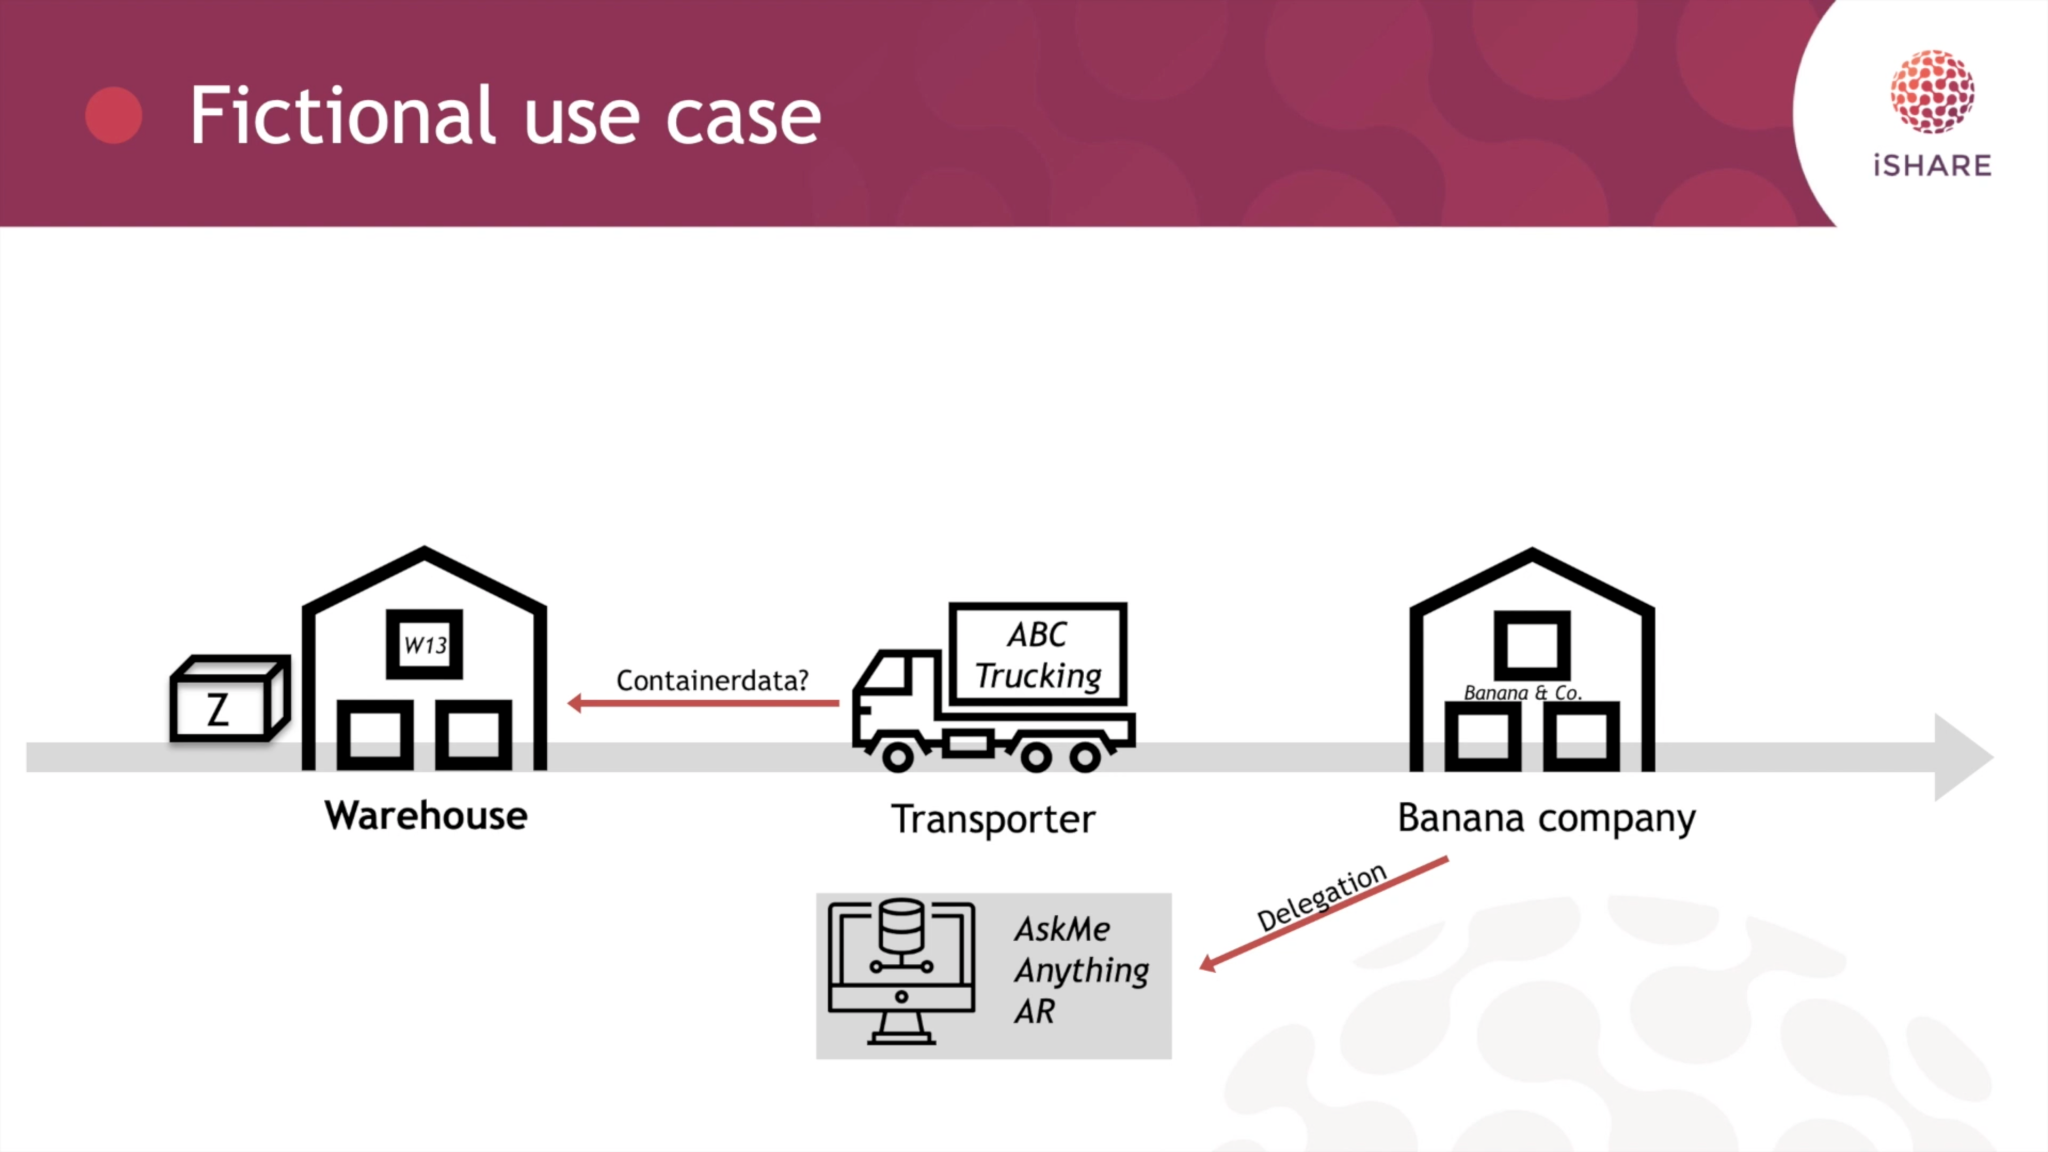 Fictional use case
iSHARE
W13
Z
Containerdata?
ABC
Trucking
Banana & Co.
Warehouse
Transporter
Banana company
Delegation
AskMe
Anything
AR